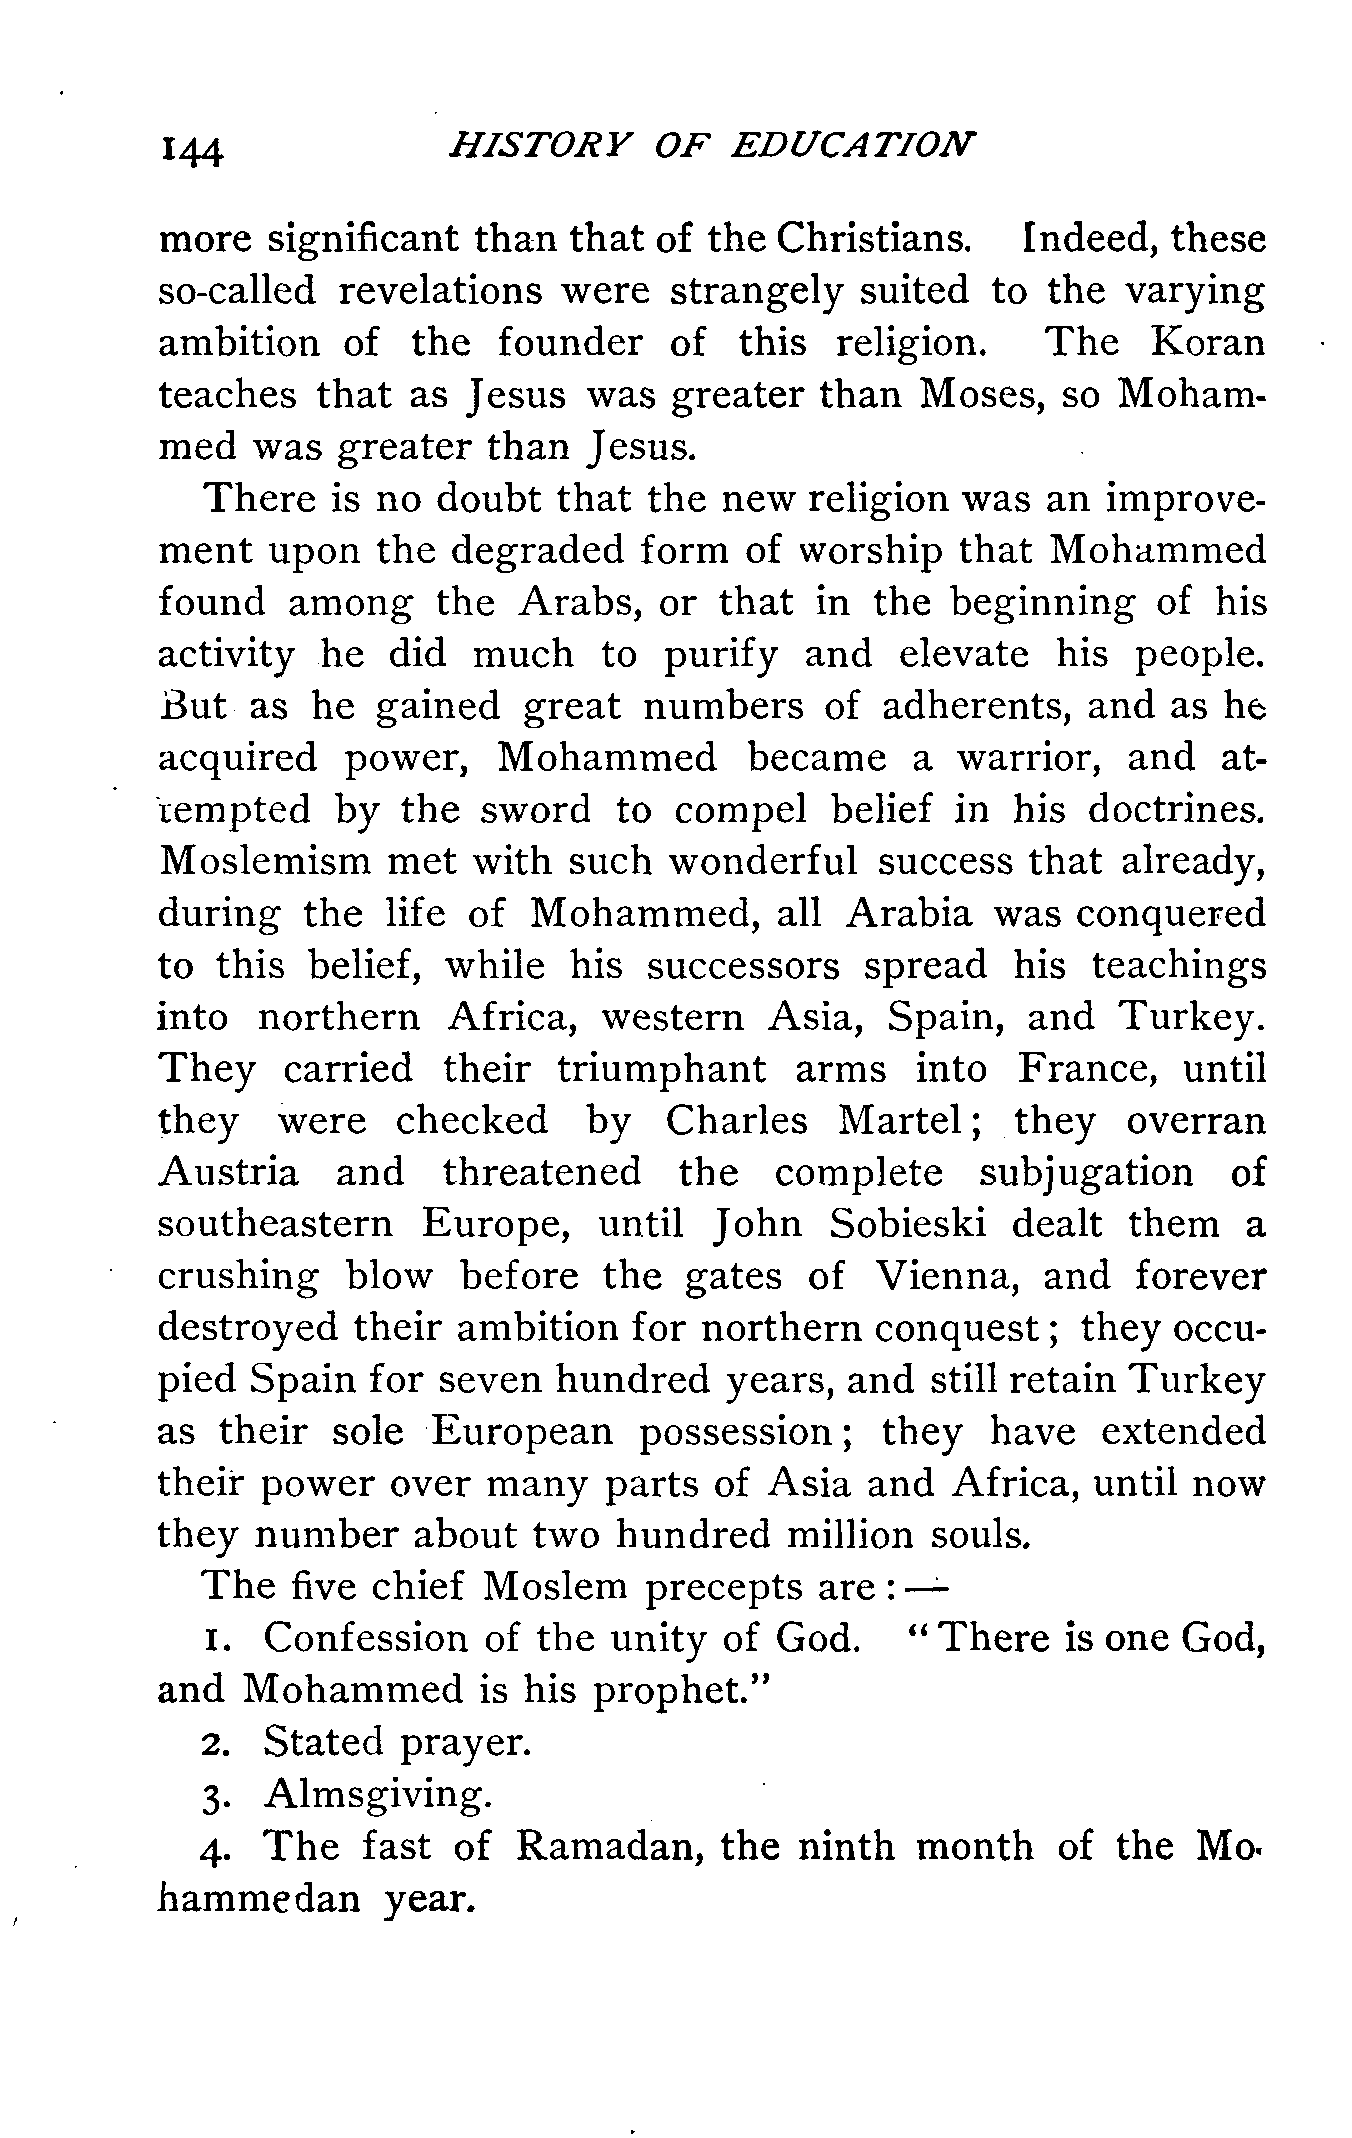 144 HISTORY OF EDUCATION
more significant than that of the Christians. Indeed, these
so-called revelations were strangely suited to the varying
ambition of the founder of this religion. The Koran
teaches that as Jesus was greater than Moses, so Moham-
med was greater than Jesus.
There is no doubt that the new religion was an improve-
ment upon the degraded form of worship that Mohammed
found among the Arabs, or that in the beginning of his
activity he did much to purify and elevate his people.
But as he gained great numbers of adherents, and as he
acquired power, Mohammed became a warrior, and at-
tempted by the sword to compel belief in his doctrines.
Moslemism met with such wonderful success that already,
during the life of Mohammed, all Arabia was conquered
to this belief, while his successors spread his teachings
into northern Africa, western Asia, Spain, and Turkey.
They carried their triumphant arms into France, until
they were checked by Charles Martel; they overran
Austria and threatened the complete subjugation of
southeastern Europe, until John Sobieski dealt them a
crushing blow before the gates of Vienna, and forever
destroyed their ambition for northern conquest; they occu-
pied Spain for seven hundred years, and still retain Turkey
as their sole European possession; they have extended
their power over many parts of Asia and Africa, until now
they number about two hundred million souls.
The five chief Moslem precepts are:—
1. Confession of the unity of God. "There is one God,
and Mohammed is his prophet."
2. Stated prayer.
3. Almsgiving.
4. The fast of Ramadan, the ninth month of the Mo-
hammedan year.